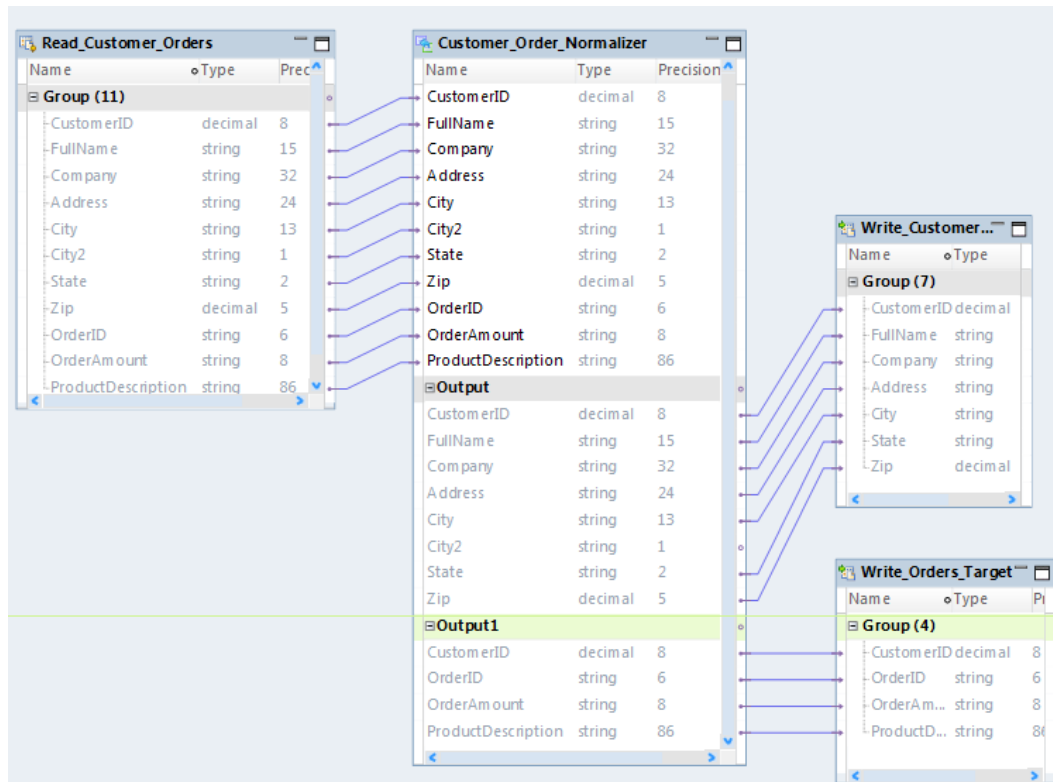 Read_Customer_Orders
Name Type Prec
Group (11)
CustomerID decimal 8
FullName string 15
Company string 32
Address string 24
City string 13
City2 string 1
State string 2
Zip decimal 5
OrderID string 6
OrderAmount string 8
ProductDescription string 86
Customer_Order_Normalizer
Name Type Precision
CustomerID decimal 8
FullName string 15
Company string 32
Address string 24
City string 13
City2 string 1
State string 2
Zip decimal 5
OrderID string 6
OrderAmount string 8
ProductDescription string 86
Output
CustomerID decimal 8
FullName string 15
Company string 32
Address string 24
City string 13
City2 string 1
State string 2
Zip decimal 5
Output1
CustomerID decimal 8
OrderID string 6
OrderAmount string 8
ProductDescription string 86
Write_Customer...
Name Type
Group (7)
CustomerID decimal
FullName string
Company string
Address string
City string
State string
Zip decimal
Write_Orders_Target
Name Type P
Group (4)
CustomerID decimal 8
OrderID string 6
OrderAm... string 8
ProductD... string 86